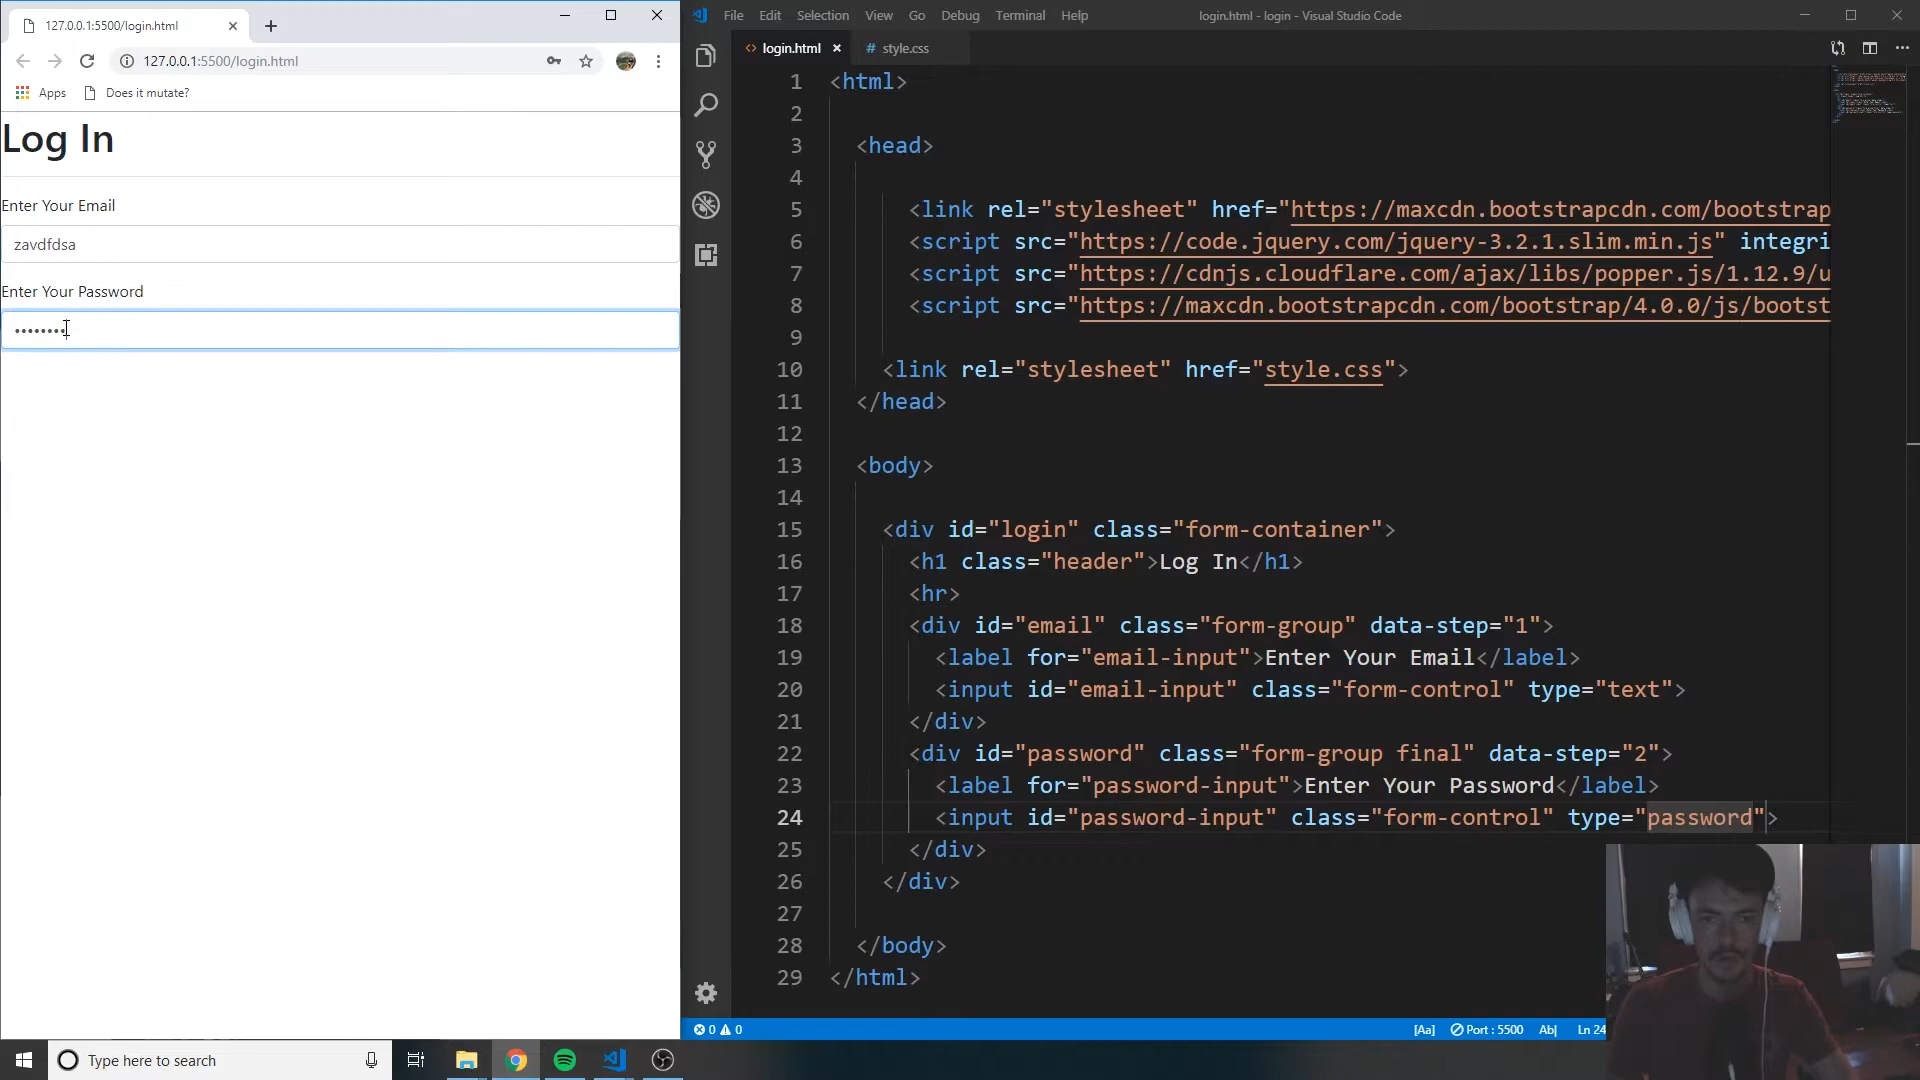 127.0.0.1:5500/login.html
127.0.0.1:5500/login.html
Apps
Does it mutate?
Log In
Enter Your Email
zavdfdsa
Enter Your Password
••••••••
File Edit Selection View Go Debug Terminal Help
login.html - login - Visual Studio Code
<> login.html
# style.css
1 <html>
2
3 <head>
4
5 <link rel="stylesheet" href="https://maxcdn.bootstrapcdn.com/bootstrap
6 <script src="https://code.jquery.com/jquery-3.2.1.slim.min.js" integri
7 <script src="https://cdnjs.cloudflare.com/ajax/libs/popper.js/1.12.9/u
8 <script src="https://maxcdn.bootstrapcdn.com/bootstrap/4.0.0/js/bootst
9
10 <link rel="stylesheet" href="style.css">
11 </head>
12
13 <body>
14
15 <div id="login" class="form-container">
16 <h1 class="header">Log In</h1>
17 <hr>
18 <div id="email" class="form-group" data-step="1">
19 <label for="email-input">Enter Your Email</label>
20 <input id="email-input" class="form-control" type="text">
21 </div>
22 <div id="password" class="form-group final" data-step="2">
23 <label for="password-input">Enter Your Password</label>
24 <input id="password-input" class="form-control" type="password">
25 </div>
26 </div>
27
28 </body>
29 </html>
0 0
[Aa] Port : 5500 Ab| Ln 24
Type here to search